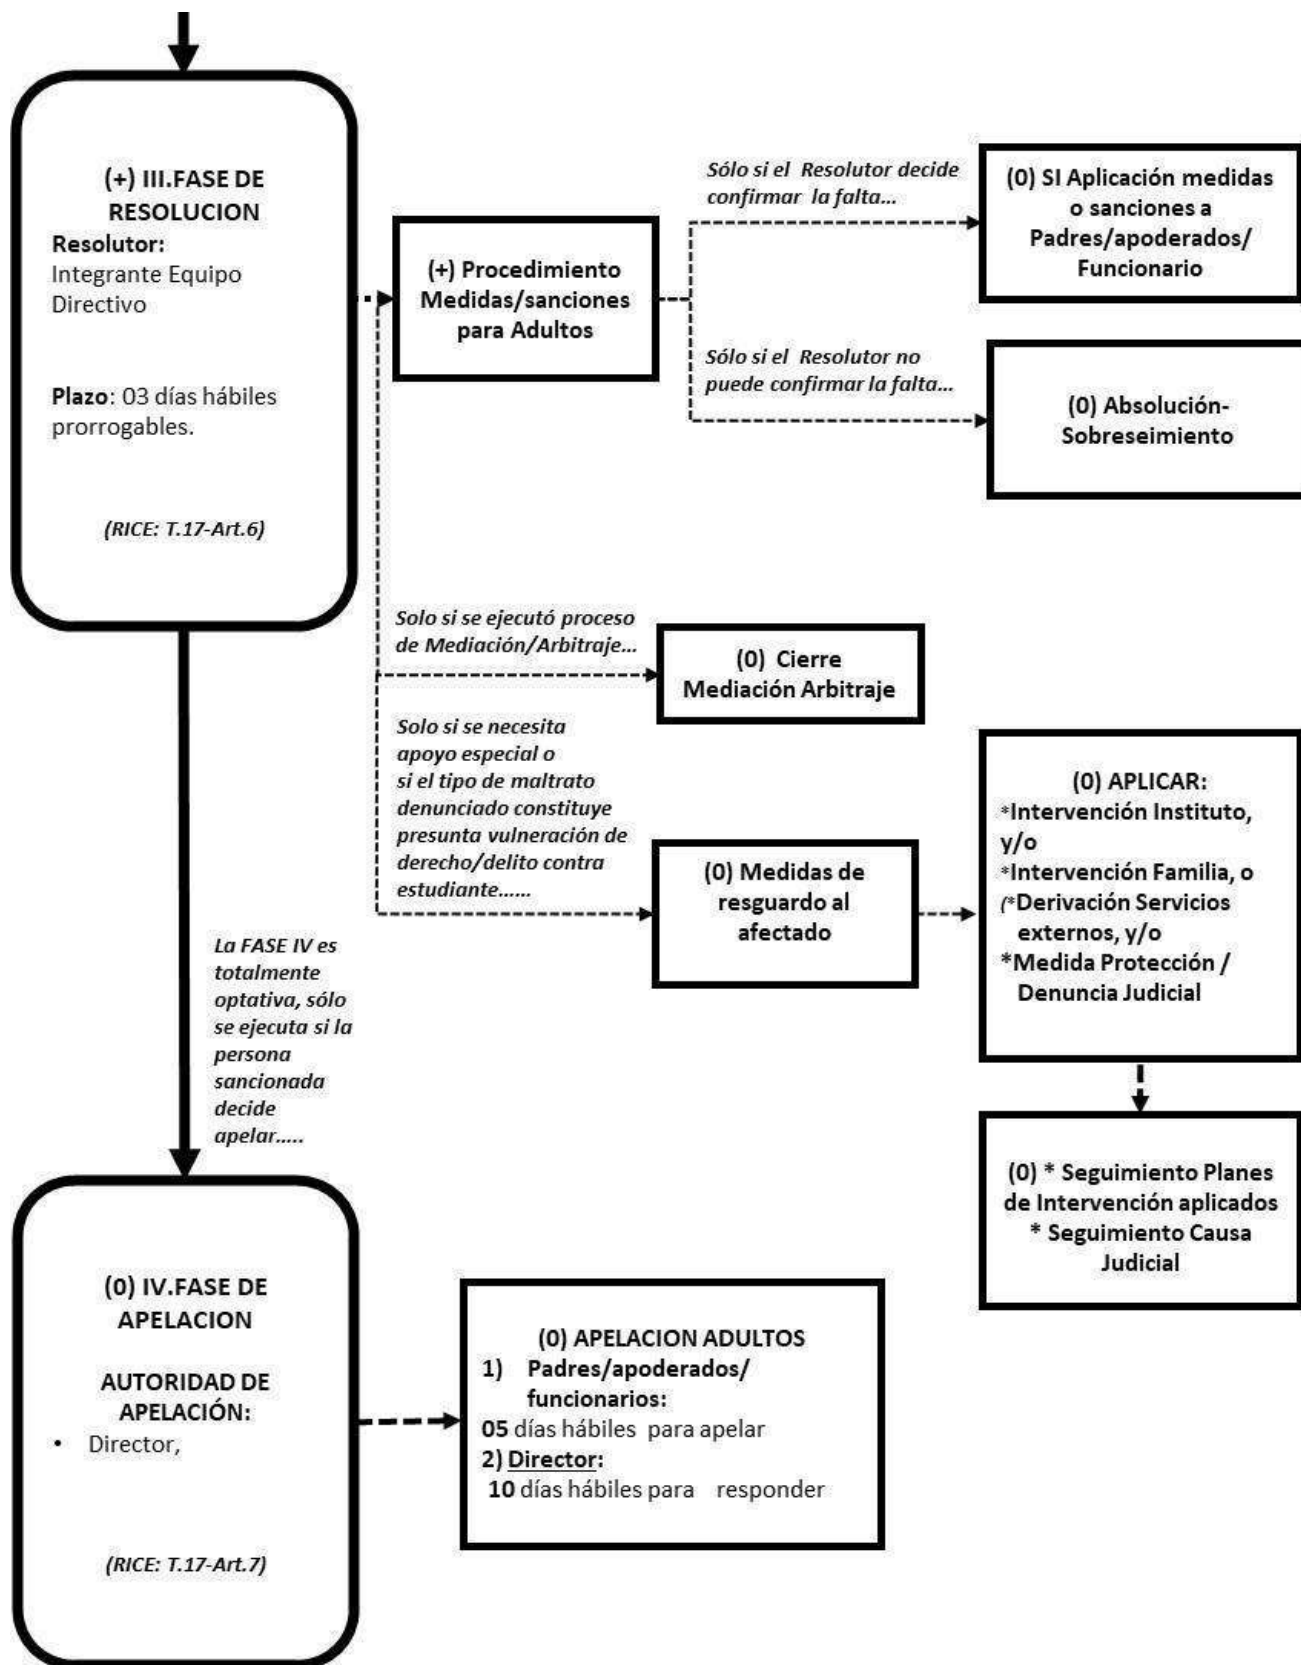 (+) III.FASE DE
RESOLUCION
Resolutor:
Integrante Equipo
Directivo
Plazo: 03 días hábiles
prorrogables.
(RICE: T.17-Art.6)
(+) Procedimiento
Medidas/sanciones
para Adultos
Sólo si el Resolutor decide
confirmar la falta...
(0) SI Aplicación medidas
o sanciones a
Padres/apoderados/
Funcionario
Sólo si el Resolutor no
puede confirmar la falta...
(0) Absolución-
Sobreseimiento
Solo si se ejecutó proceso
de Mediación/Arbitraje...
(0) Cierre
Mediación Arbitraje
Solo si se necesita
apoyo especial o
si el tipo de maltrato
denunciado constituye
presunta vulneración de
derecho/delito contra
estudiante......
(0) Medidas de
resguardo al
afectado
(0) APLICAR:
*Intervención Instituto,
y/o
*Intervención Familia, o
(*Derivación Servicios
externos, y/o
*Medida Protección /
Denuncia Judicial
(0) * Seguimiento Planes
de Intervención aplicados
* Seguimiento Causa
Judicial
La FASE IV es
totalmente
optativa, sólo
se ejecuta si la
persona
sancionada
decide
apelar.....
(0) IV.FASE DE
APELACION
AUTORIDAD DE
APELACIÓN:
• Director,
(RICE: T.17-Art.7)
(0) APELACION ADULTOS
1) Padres/apoderados/
funcionarios:
05 días hábiles para apelar
2) Director:
10 días hábiles para responder